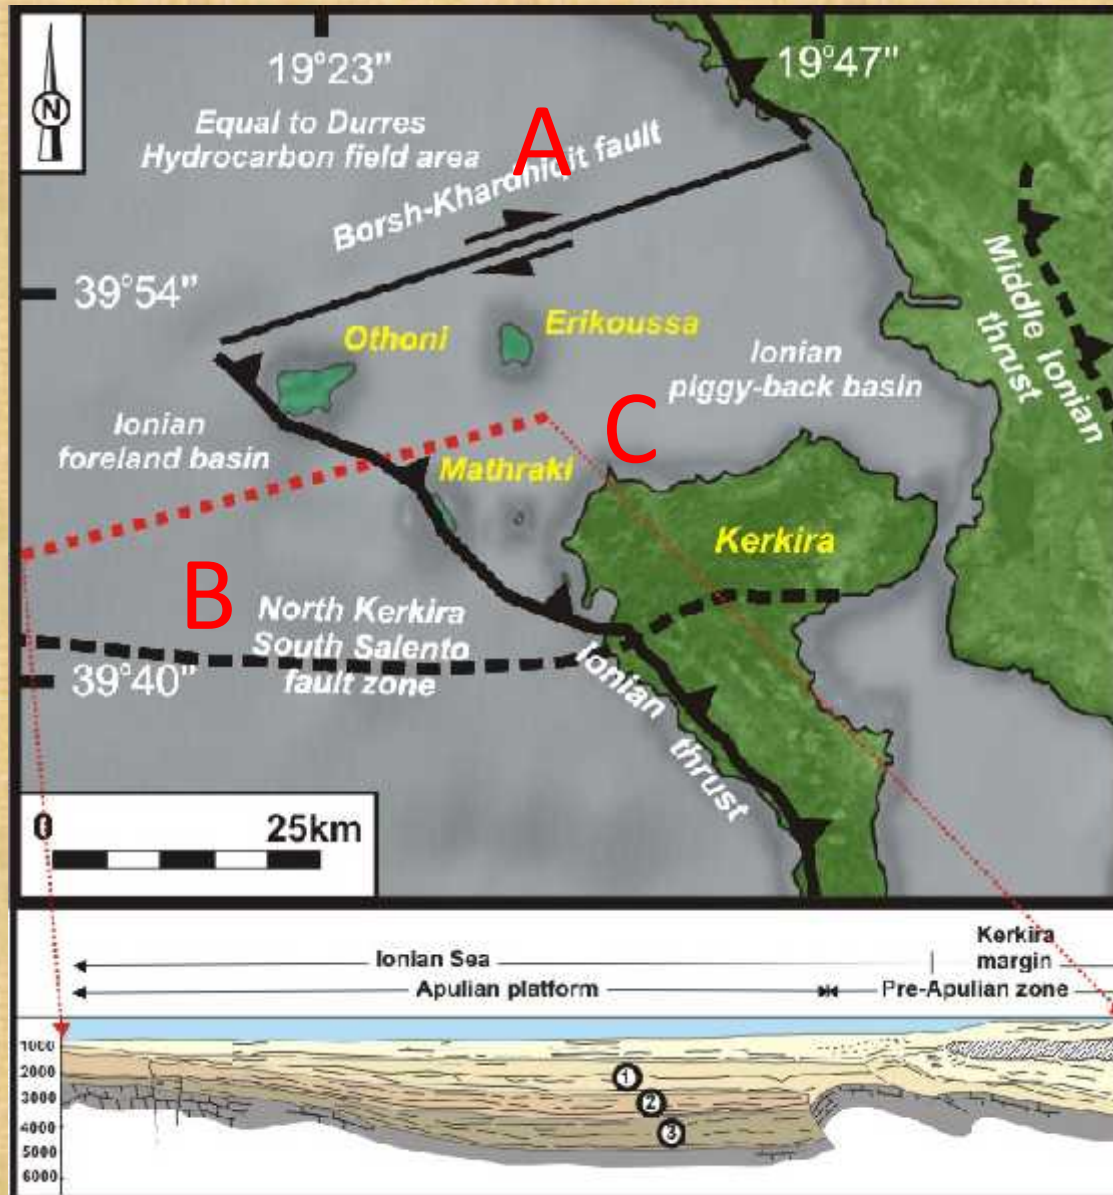 N
19°23"
19°47"
Equal to Durres
Hydrocarbon field area
A
Borsh-Khardhiqit fault
39°54"
Othoni
Erikoussa
Ionian
piggy-back basin
Middle Ionian
thrust
Ionian
foreland basin
C
Mathraki
Kerkira
B
North Kerkira
South Salento
fault zone
39°40"
Ionian thrust
0 25km
Ionian Sea
Kerkira
margin
Apulian platform
Pre-Apulian zone
1000
2000
3000
4000
5000
6000
1
2
3